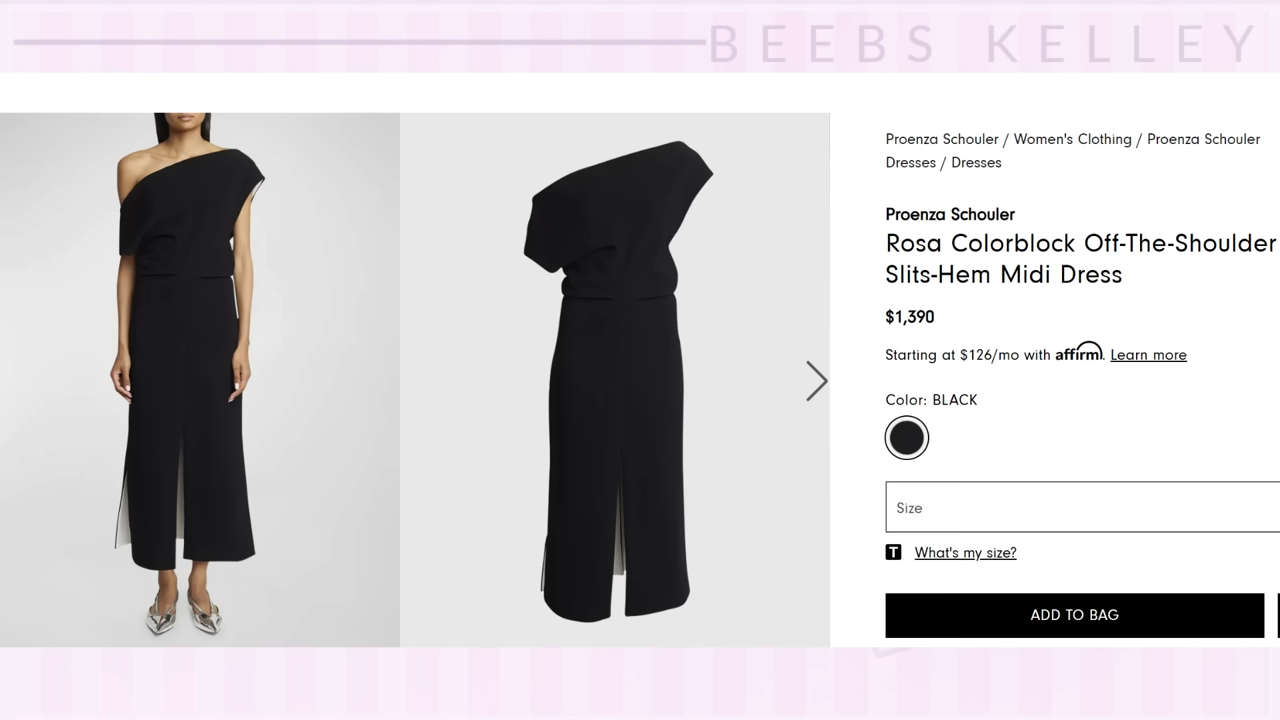 BEEBS KELLEY
Proenza Schouler / Women's Clothing / Proenza Schouler
Dresses / Dresses
Proenza Schouler
Rosa Colorblock Off-The-Shoulder
Slits-Hem Midi Dress
$1,390
Starting at $126/mo with affirm. Learn more
Color: BLACK
Size
T What's my size?
ADD TO BAG